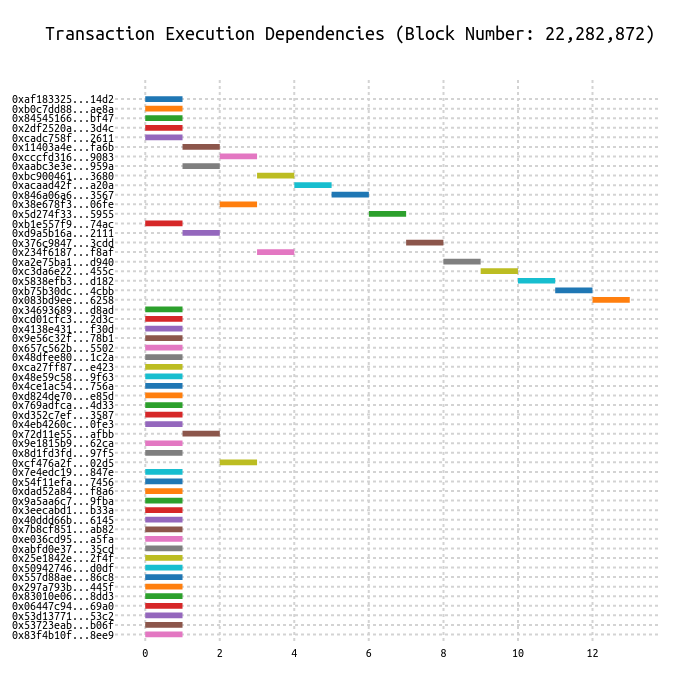 Transaction Execution Dependencies (Block Number: 22,282,872)
0xaf183325...14d2
0xb0c7dd88...ae8a
0x84545166...bf47
0x2df2520a...3d4c
0xcadc758f...2611
0x11403a4e...fa6b
0xcccfd316...9083
0xaabc3e3e...959a
0xbc900461...3680
0xacaad42f...a20a
0x846a06a6...3567
0x38e678f3...06fe
0x5d274f33...5955
0xb1e557f9...74ac
0xd9a5b16a...2111
0x376c9847...3cdd
0x234f6187...f8af
0xa2e75ba1...d940
0xc3da6e22...455c
0x5838efb3...d182
0xb75b30dc...4cbb
0x083bd9ee...6258
0x34693689...d8ad
0xcd01cfc3...2d3c
0x4138e431...f30d
0x9e56c32f...78b1
0x657c562b...5502
0x48dfee80...1c2a
0xca27ff87...e423
0x48e59c58...9f63
0x4ce1ac54...756a
0xd824de70...e85d
0x769adfca...4d33
0xd352c7ef...3587
0x4eb4260c...0fe3
0x72d11e55...afbb
0x9e1815b9...62ca
0x8d1fd3fd...97f5
0xcf476a2f...02d5
0x7e4edc19...847e
0x54f11efa...7456
0xdad52a84...f8a6
0x9a5aa6c7...9fba
0x3eecabd1...b33a
0x40ddd66b...6145
0x7b8cf851...ab82
0xe036cd95...a5fa
0xabfd0e37...35cd
0x25e1842e...2f4f
0x50942746...d0df
0x557d88ae...86c8
0x297a793b...445f
0x83010e06...8dd3
0x06447c94...69a0
0x53d13771...53c2
0x53723eab...b06f
0x83f4b10f...8ee9
0 2 4 6 8 10 12